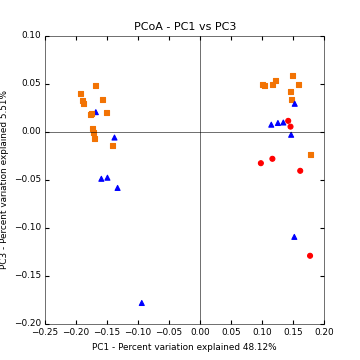 PCoA - PC1 vs PC3
0.10
0.05
0.00
−0.05
−0.10
−0.15
−0.20
PC3 - Percent variation explained 5.51%
−0.25 −0.20 −0.15 −0.10 −0.05 0.00 0.05 0.10 0.15 0.20
PC1 - Percent variation explained 48.12%